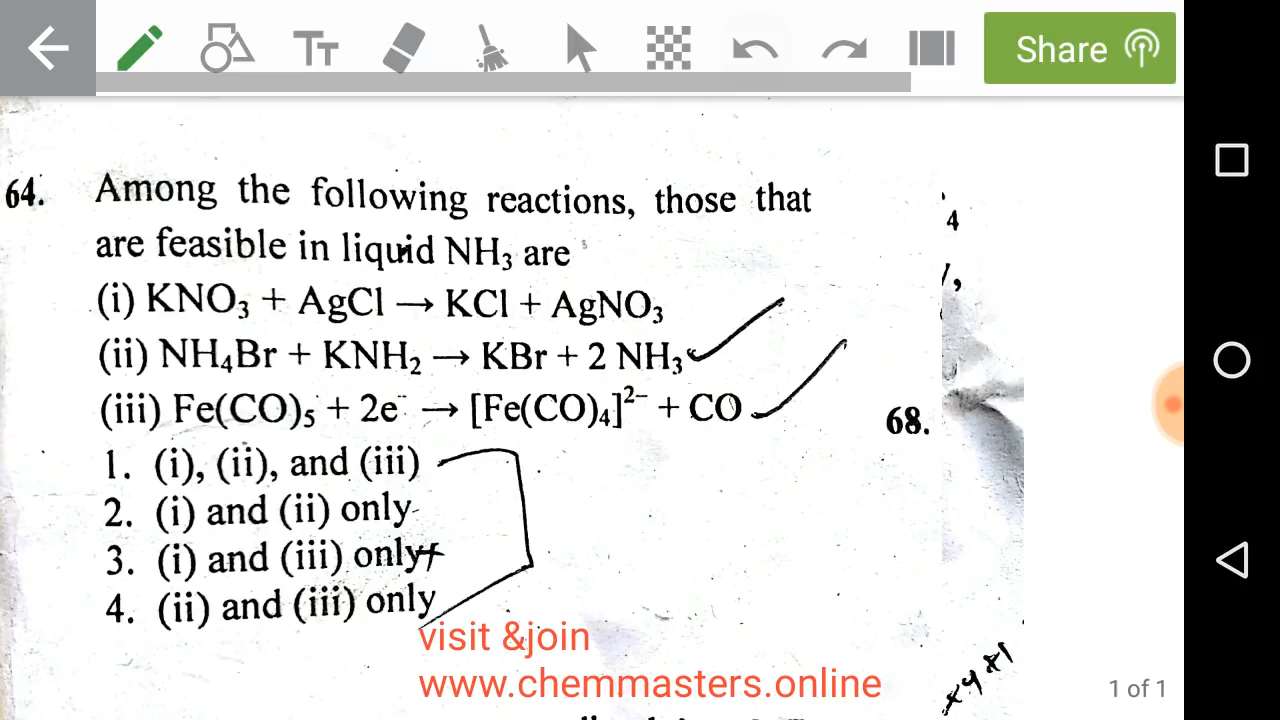 Share
64. Among the following reactions, those that
are feasible in liquid NH₃ are
(i) KNO₃ + AgCl → KCl + AgNO₃
(ii) NH₄Br + KNH₂ → KBr + 2 NH₃
(iii) Fe(CO)₅ + 2e⁻ → [Fe(CO)₄]²⁻ + CO
1. (i), (ii), and (iii)
2. (i) and (ii) only
3. (i) and (iii) only
4. (ii) and (iii) only
4
68.
visit &join
www.chemmasters.online
1 of 1